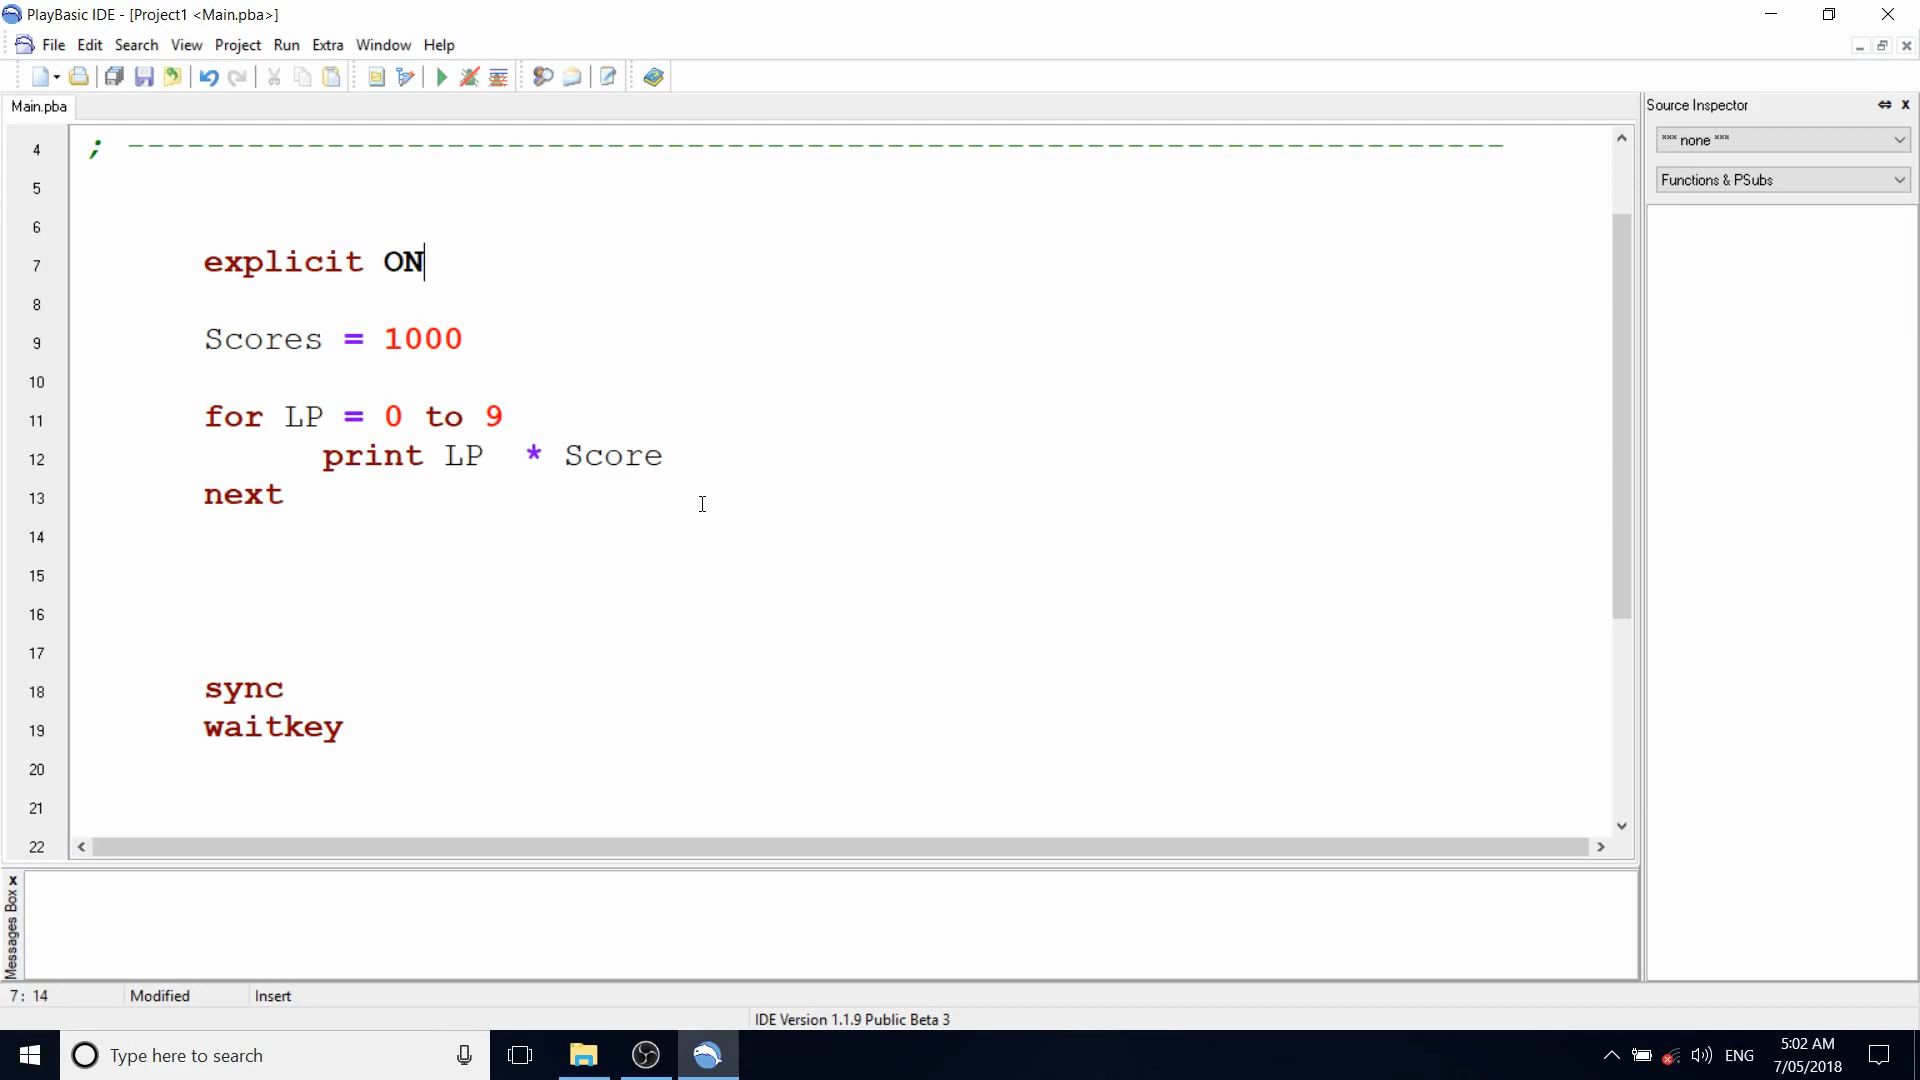 PlayBasic IDE - [Project1 <Main.pba>]
File Edit Search View Project Run Extra Window Help
Main.pba
Source Inspector
*** none ***
Functions & PSubs
4 ; ---------------------------------------------------------------------
5
6
7 explicit ON
8
9 Scores = 1000
10
11 for LP = 0 to 9
12 print LP * Score
13 next
14
15
16
17
18 sync
19 waitkey
20
21
22
Messages Box
7: 14 Modified Insert
IDE Version 1.1.9 Public Beta 3
Type here to search
ENG
5:02 AM
7/05/2018